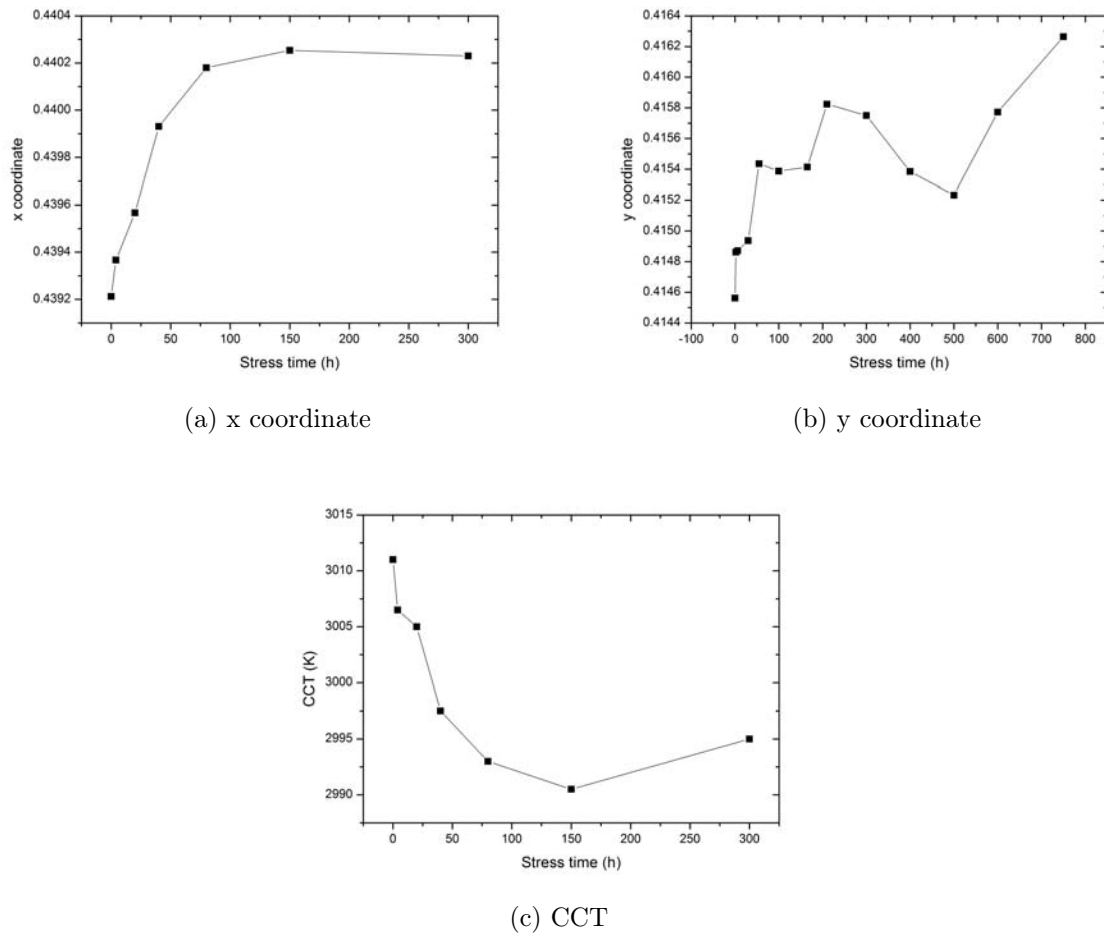 0.4404
0.4402
0.4400
0.4398
0.4396
0.4394
0.4392
x coordinate
0 50 100 150 200 250 300
Stress time (h)
(a) x coordinate
0.4164
0.4162
0.4160
0.4158
0.4156
0.4154
0.4152
0.4150
0.4148
0.4146
0.4144
y coordinate
-100 0 100 200 300 400 500 600 700 800
Stress time (h)
(b) y coordinate
3015
3010
3005
3000
2995
2990
CCT (K)
0 50 100 150 200 250 300
Stress time (h)
(c) CCT